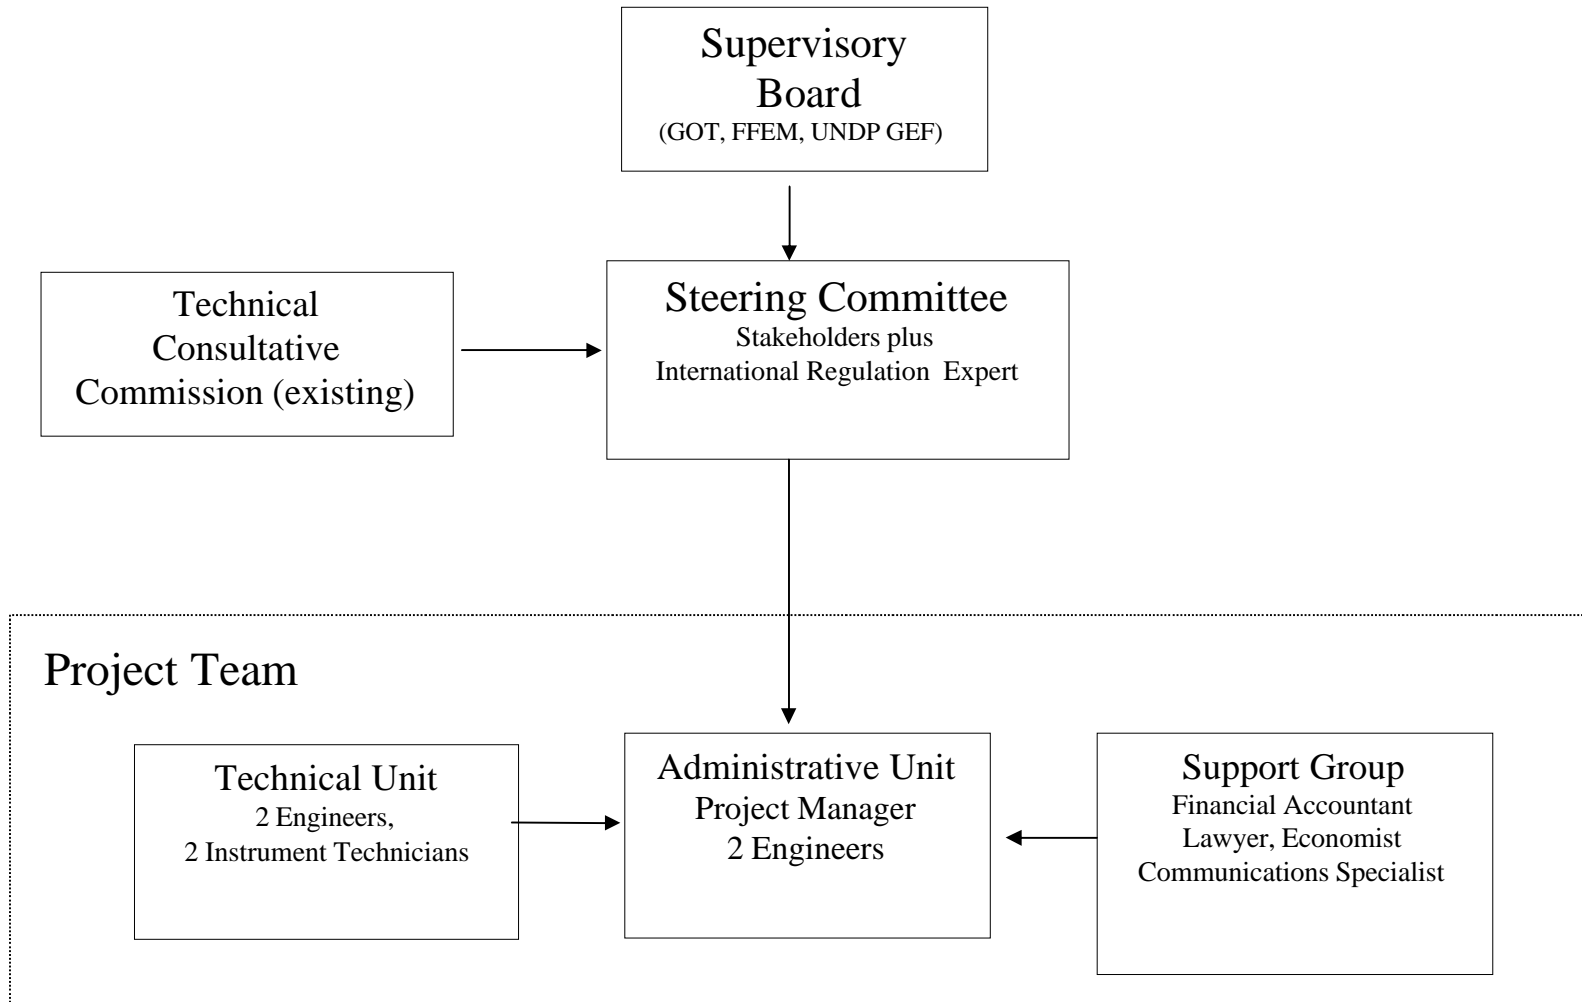 Supervisory
Board
(GOT, FFEM, UNDP GEF)
Technical
Consultative
Commission (existing)
Steering Committee
Stakeholders plus
International Regulation Expert
Project Team
Technical Unit
2 Engineers,
2 Instrument Technicians
Administrative Unit
Project Manager
2 Engineers
Support Group
Financial Accountant
Lawyer, Economist
Communications Specialist